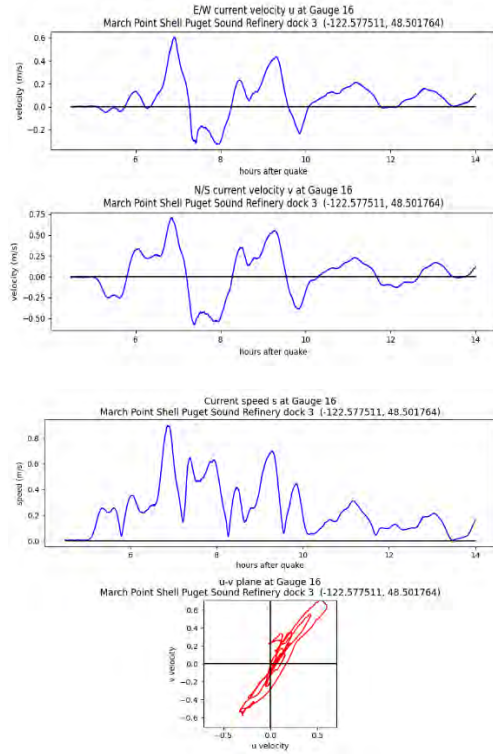 E/W current velocity u at Gauge 16
March Point Shell Puget Sound Refinery dock 3 (-122.577511, 48.501764)
velocity (m/s)
0.6
0.4
0.2
0.0
−0.2
6 8 10 12 14
hours after quake
N/S current velocity v at Gauge 16
March Point Shell Puget Sound Refinery dock 3 (-122.577511, 48.501764)
velocity (m/s)
0.75
0.50
0.25
0.00
−0.25
−0.50
6 8 10 12 14
hours after quake
Current speed s at Gauge 16
March Point Shell Puget Sound Refinery dock 3 (-122.577511, 48.501764)
speed (m/s)
0.8
0.6
0.4
0.2
0.0
6 8 10 12 14
hours after quake
u-v plane at Gauge 16
March Point Shell Puget Sound Refinery dock 3 (-122.577511, 48.501764)
v velocity
0.6
0.4
0.2
0.0
−0.2
−0.4
−0.6
−0.5 0.0 0.5
u velocity